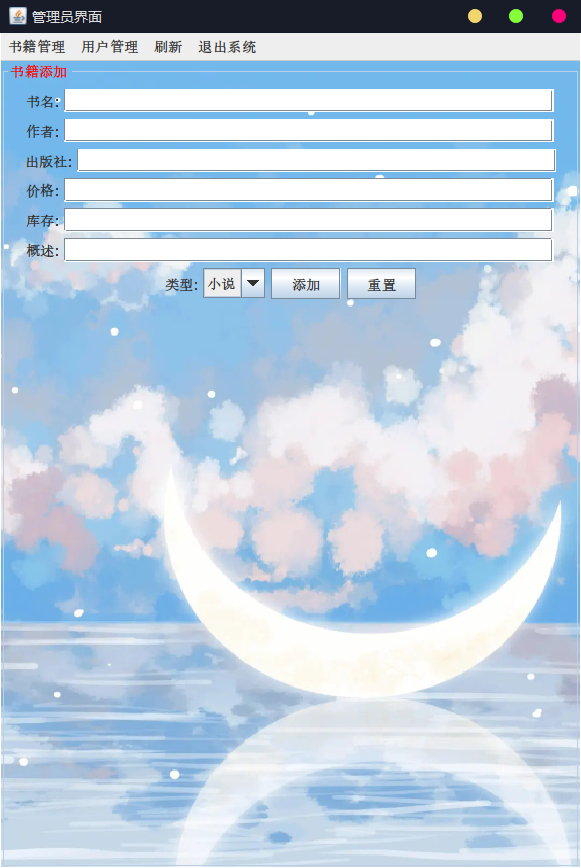 管理员界面
书籍管理 用户管理 刷新 退出系统
书籍添加
书名:
作者:
出版社:
价格:
库存:
概述:
类型: 小说 添加 重置